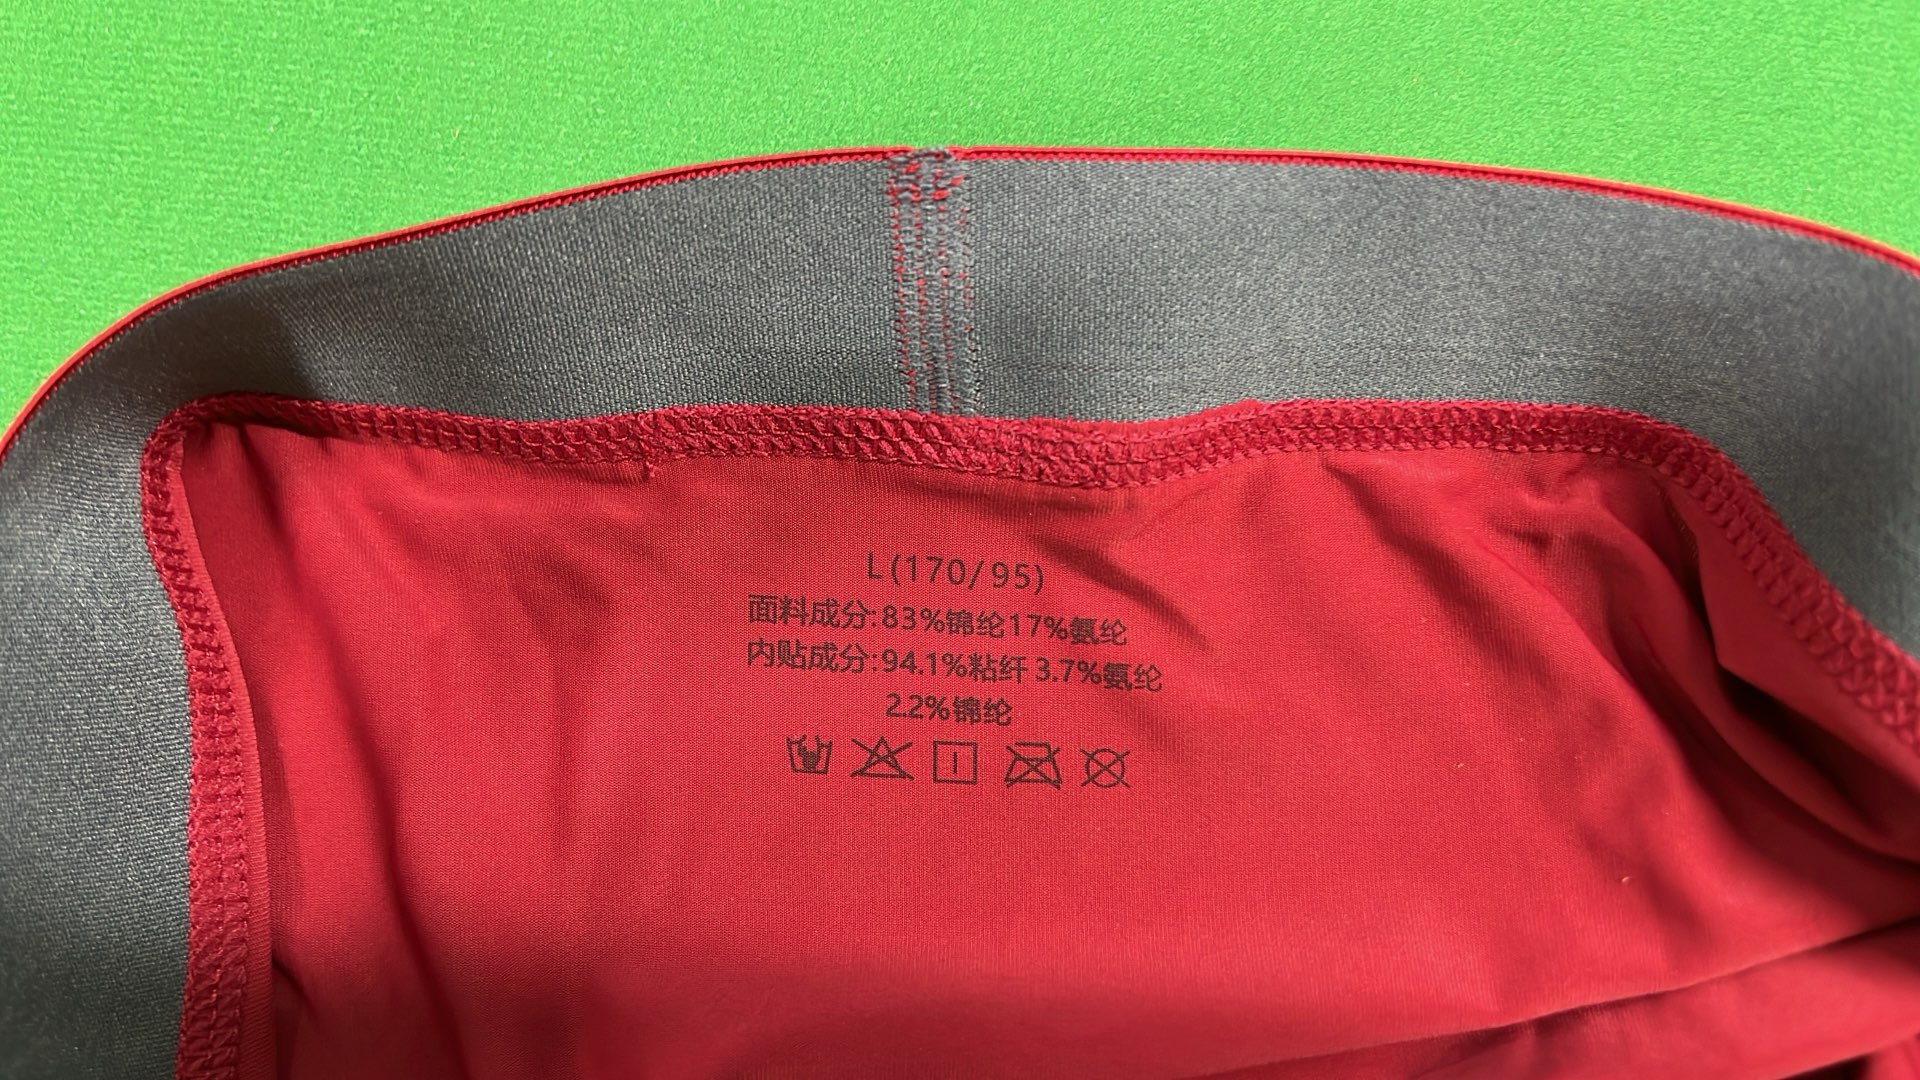 L(170/95)
面料成分:83%锦纶17%氨纶
内贴成分:94.1%粘纤 3.7%氨纶
2.2%锦纶